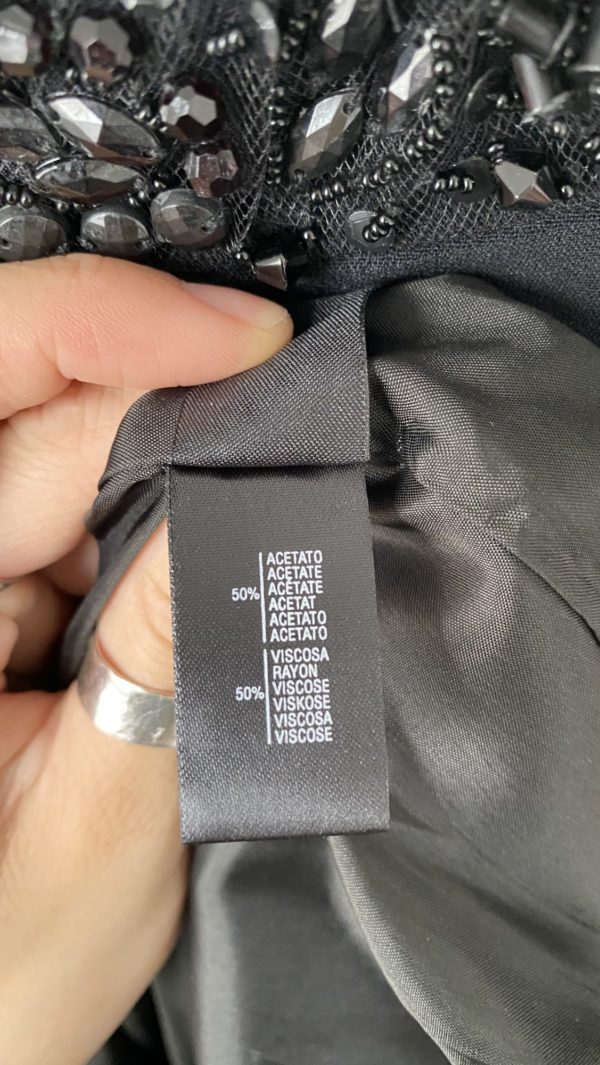 50%
ACETATO
ACETATE
ACÉTATE
ACETAT
ACETATO
ACETATO
50%
VISCOSA
RAYON
VISCOSE
VISKOSE
VISCOSA
VISCOSE